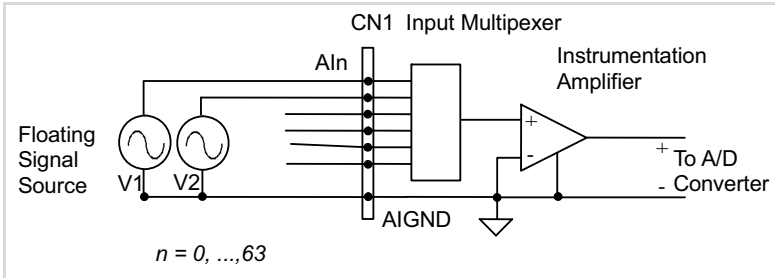 CN1 Input Multipexer
AIn
Instrumentation
Amplifier
Floating
Signal
Source
V1
V2
+
-
+
To A/D
-
Converter
AIGND
n = 0, ...,63